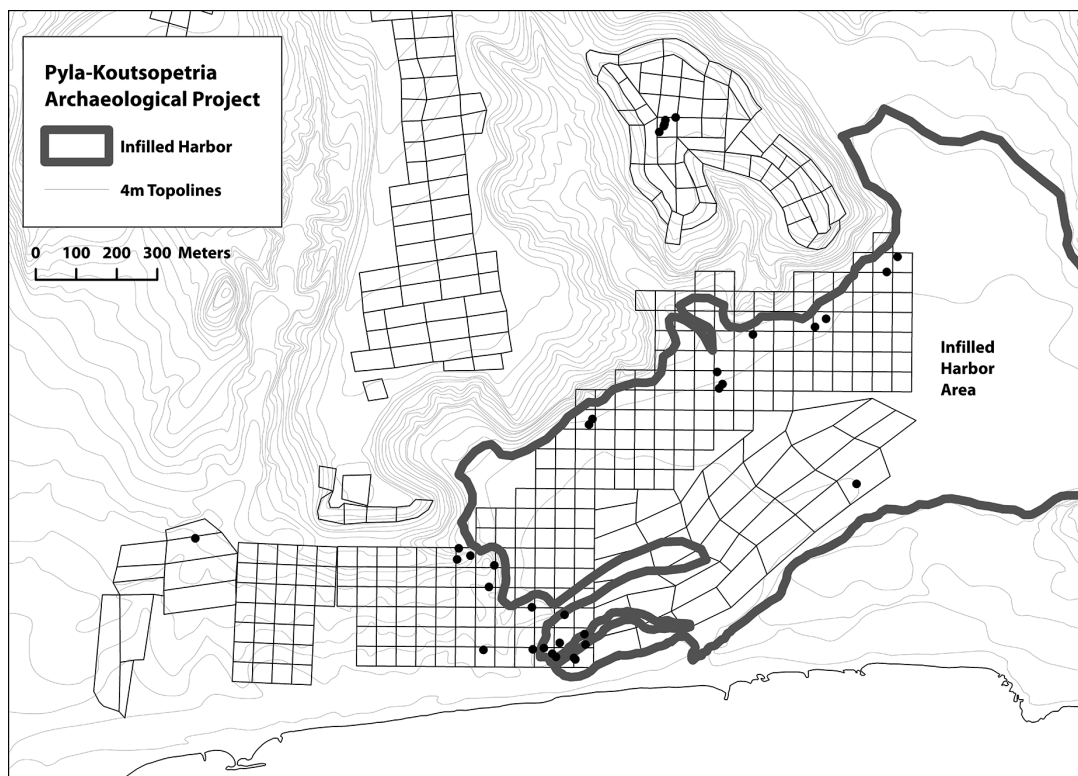 Pyla-Koutsopetria
Archaeological Project
Infilled Harbor
4m Topolines
0 100 200 300 Meters
Infilled
Harbor
Area